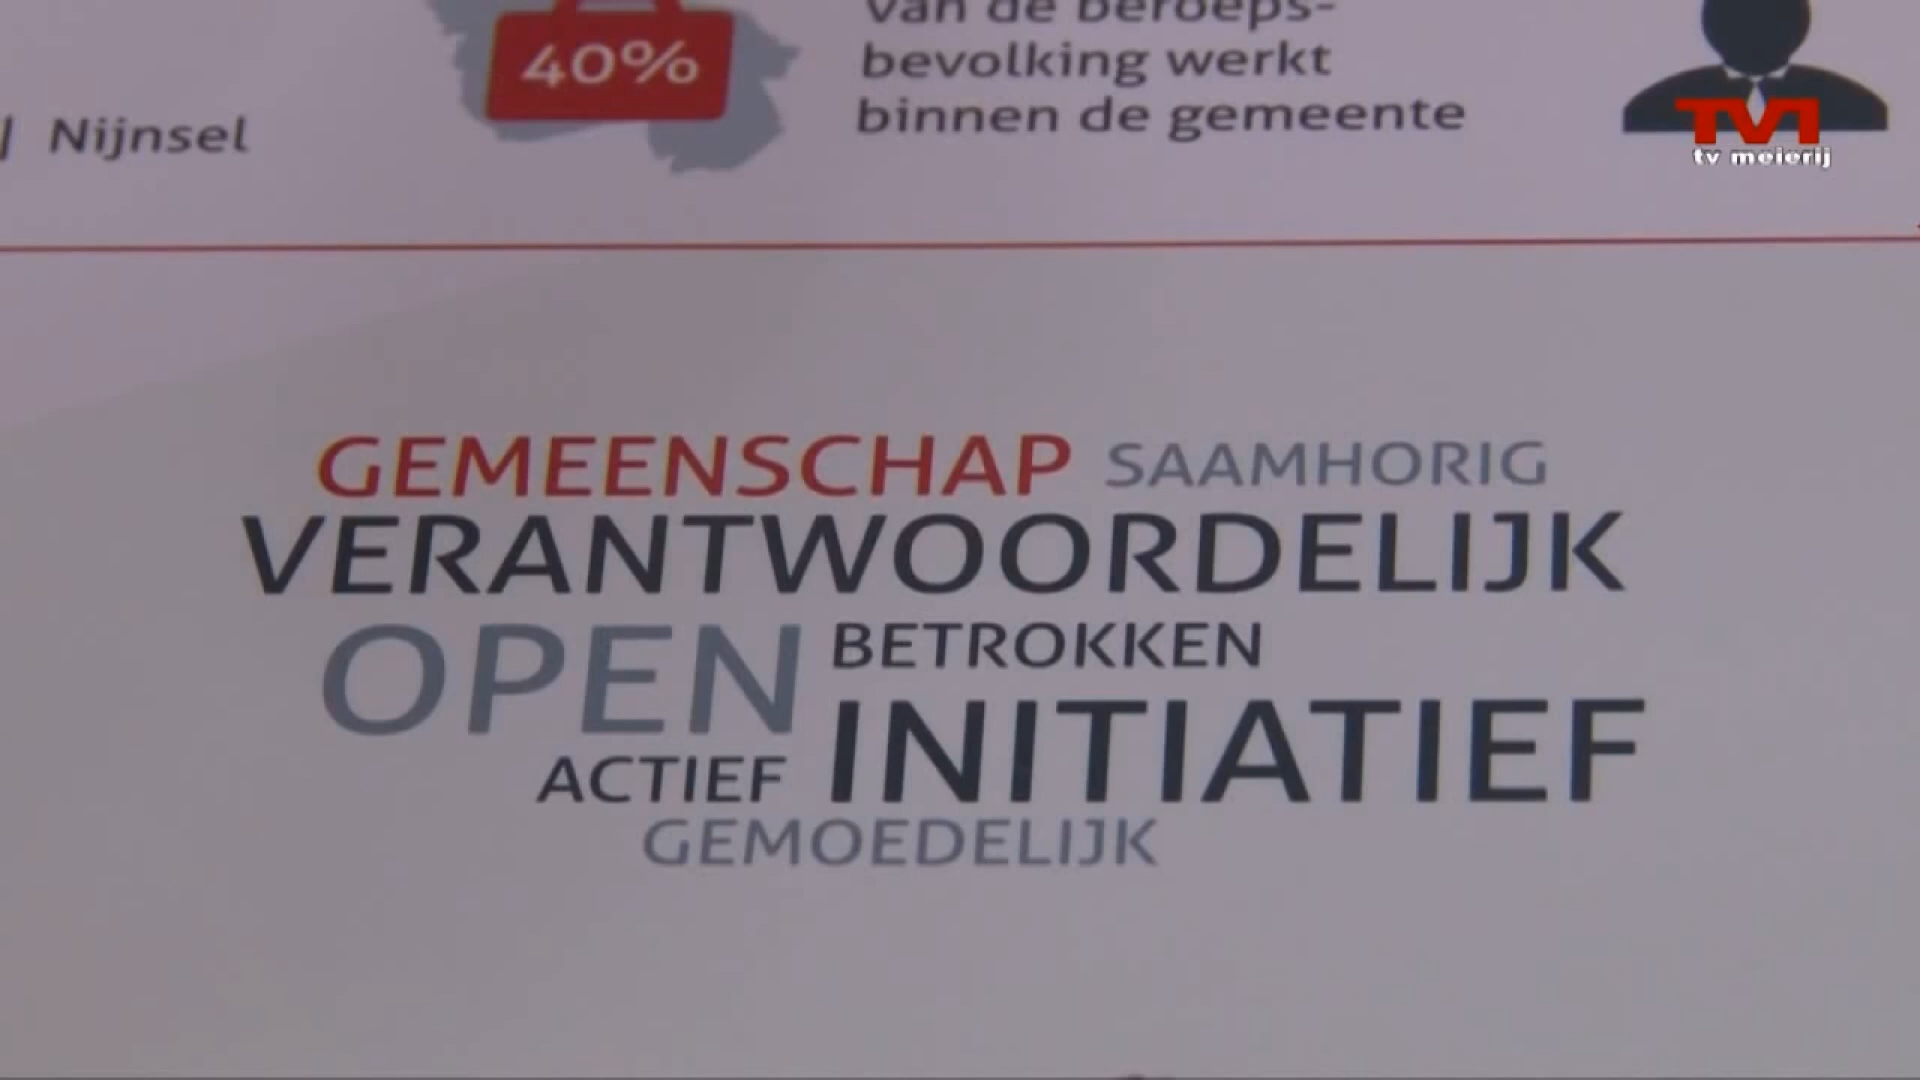 van de beroeps-
40%
bevolking werkt
binnen de gemeente
| Nijnsel
TVM
tv meierij
GEMEENSCHAP SAAMHORIG
VERANTWOORDELIJK
OPEN BETROKKEN
ACTIEF INITIATIEF
GEMOEDELIJK